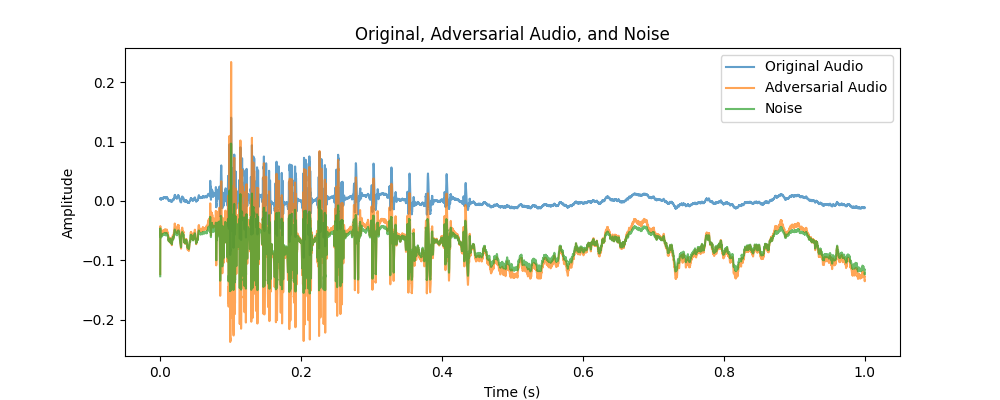 Original, Adversarial Audio, and Noise
Original Audio
Adversarial Audio
Noise
Amplitude
0.2
0.1
0.0
−0.1
−0.2
0.0 0.2 0.4 0.6 0.8 1.0
Time (s)